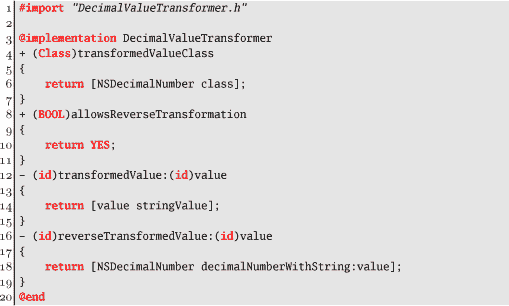 1 #import "DecimalValueTransformer.h"
2
3 @implementation DecimalValueTransformer
4 + (Class)transformedValueClass
5 {
6     return [NSDecimalNumber class];
7 }
8 + (BOOL)allowsReverseTransformation
9 {
10     return YES;
11 }
12 - (id)transformedValue:(id)value
13 {
14     return [value stringValue];
15 }
16 - (id)reverseTransformedValue:(id)value
17 {
18     return [NSDecimalNumber decimalNumberWithString:value];
19 }
20 @end